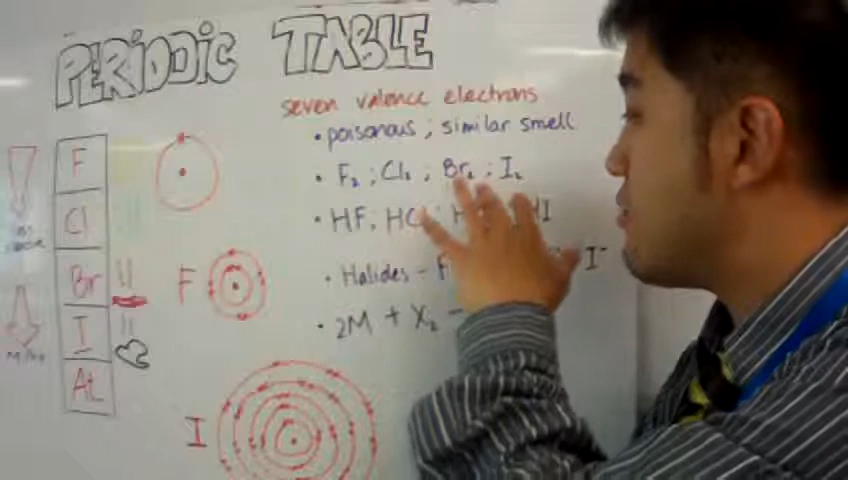 PERIODIC TABLE
seven valence electrons
• poisonous ; similar smell
• F₂ ; Cl₂ ; Br₂ ; I₂
• HF, HC HI
• Halides - F I⁻
• 2M + X₂ -
F
Cl
Br
I
At
F
I